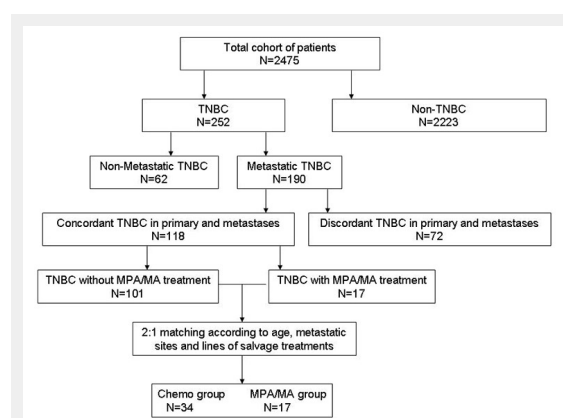 Total cohort of patients
N=2475
TNBC
N=252
Non-TNBC
N=2223
Non-Metastatic TNBC
N=62
Metastatic TNBC
N=190
Concordant TNBC in primary and metastases
N=118
Discordant TNBC in primary and metastases
N=72
TNBC without MPA/MA treatment
N=101
TNBC with MPA/MA treatment
N=17
2:1 matching according to age, metastatic
sites and lines of salvage treatments
Chemo group MPA/MA group
N=34 N=17